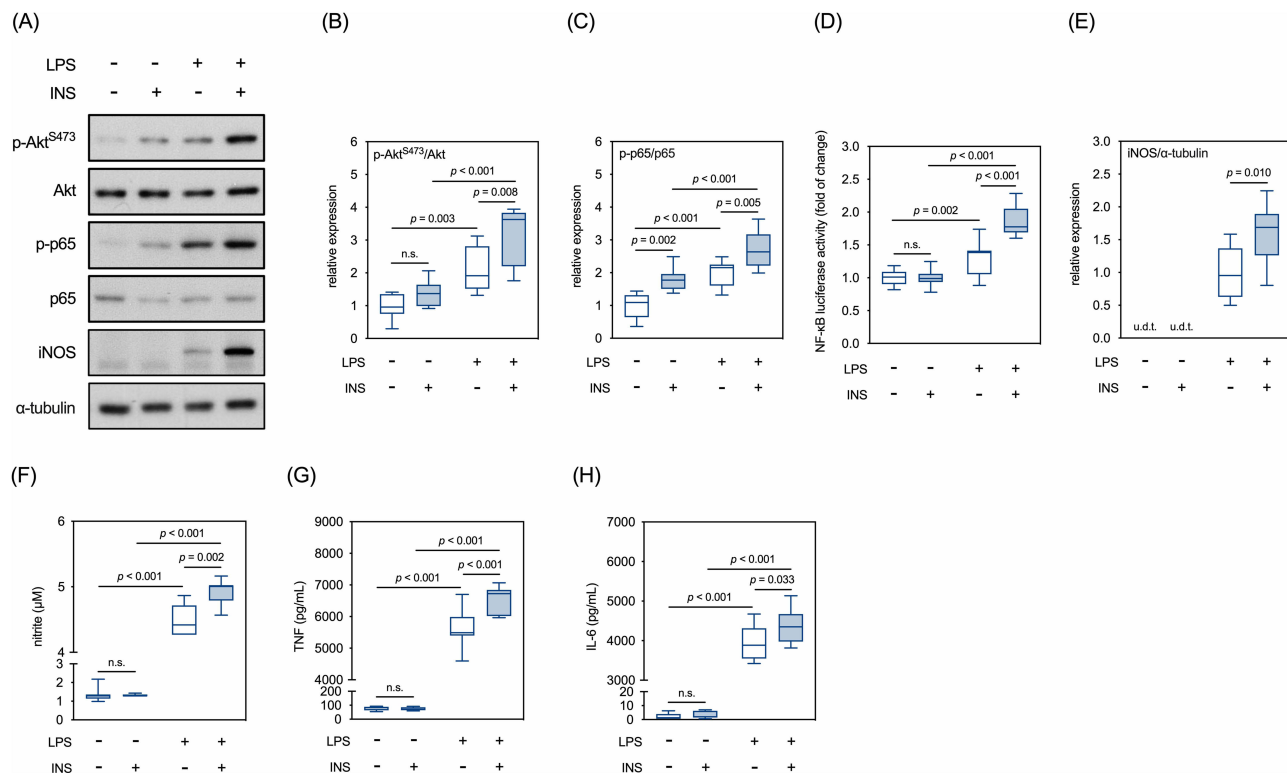 (A)
LPS - - + +
INS - + - +
p-AktS473
Akt
p-p65
p65
iNOS
α-tubulin
(B)
p-AktS473/Akt
relative expression
6
5
4
3
2
1
0
p < 0.001
p = 0.008
p = 0.003
n.s.
LPS - - + +
INS - + - +
(C)
p-p65/p65
relative expression
6
5
4
3
2
1
0
p < 0.001
p = 0.005
p < 0.001
p = 0.002
LPS - - + +
INS - + - +
(D)
NF-κB luciferase activity (fold of change)
3.0
2.5
2.0
1.5
1.0
0.5
0.0
p < 0.001
p < 0.001
p = 0.002
n.s.
LPS - - + +
INS - + - +
(E)
iNOS/α-tubulin
relative expression
3.0
2.5
2.0
1.5
1.0
0.5
0.0
p = 0.010
u.d.t. u.d.t.
LPS - - + +
INS - + - +
(F)
nitrite (μM)
6
5
4
3
2
1
0
p < 0.001
p = 0.002
p < 0.001
n.s.
LPS - - + +
INS - + - +
(G)
TNF (pg/mL)
9000
8000
7000
6000
5000
4000
3000
200
100
0
p < 0.001
p < 0.001
p < 0.001
n.s.
LPS - - + +
INS - + - +
(H)
IL-6 (pg/mL)
7000
6000
5000
4000
3000
20
10
0
p < 0.001
p = 0.033
p < 0.001
n.s.
LPS - - + +
INS - + - +